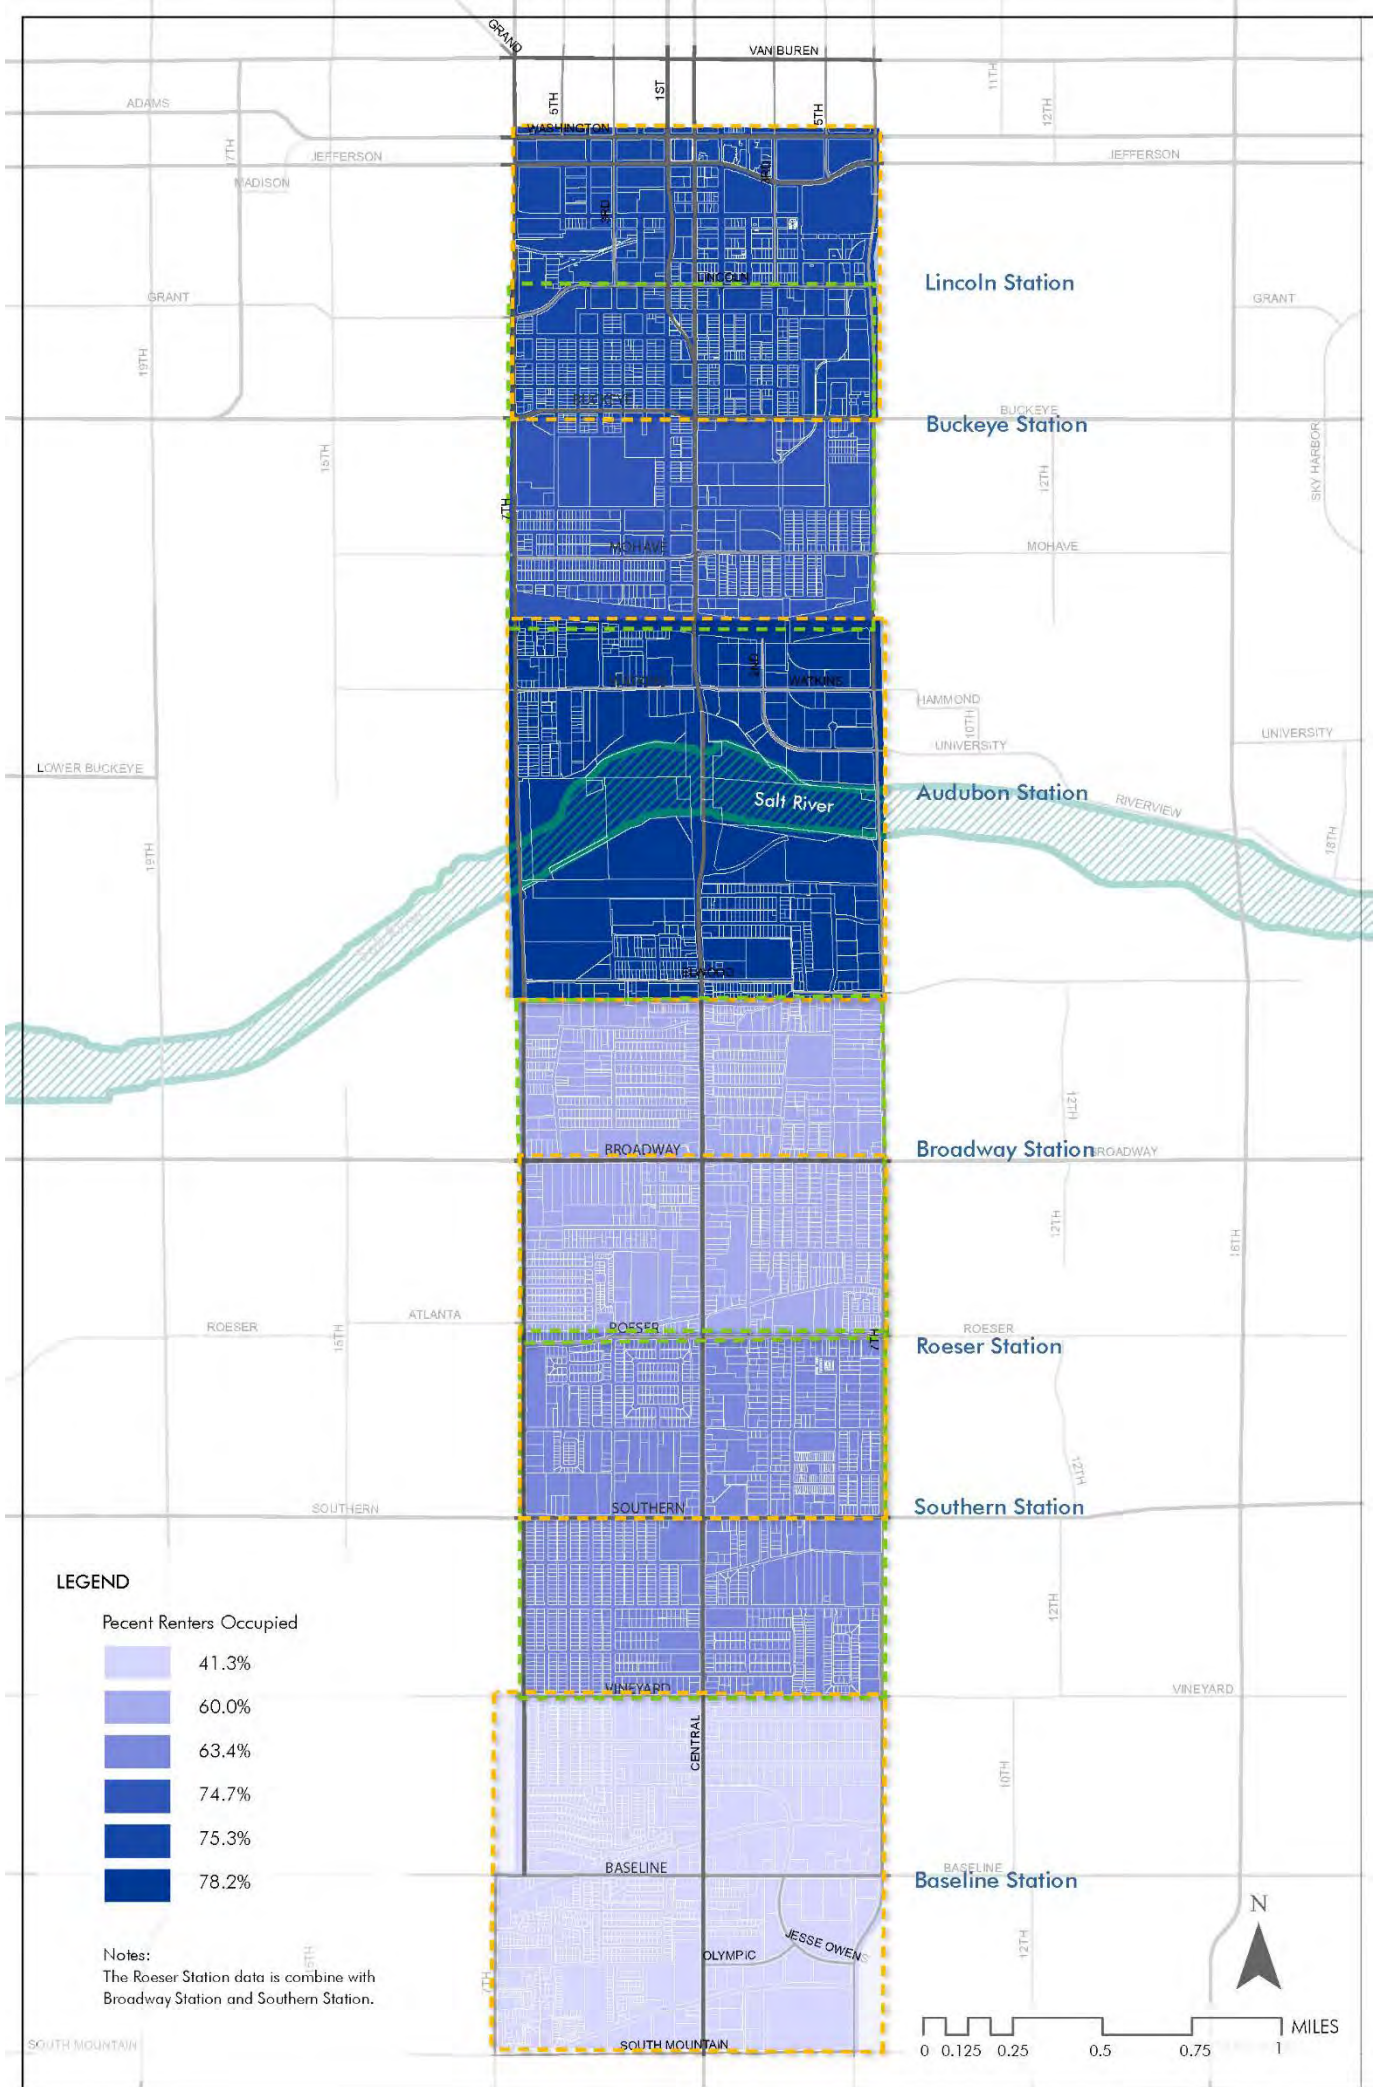 GRAND
VAN BUREN
5TH
1ST
5TH
11TH
12TH
ADAMS
WASHINGTON
17TH
JEFFERSON
JEFFERSON
MADISON
3RD
3RD
LINCOLN
Lincoln Station
GRANT
GRANT
19TH
BUCKEYE
BUCKEYE
Buckeye Station
15TH
12TH
SKY HARBOR
7TH
MOHAVE
MOHAVE
2ND
WATKINS
HAMMOND
10TH
UNIVERSITY
UNIVERSITY
LOWER BUCKEYE
Salt River
Audubon Station
RIVERVIEW
18TH
19TH
ELWOOD
12TH
BROADWAY
Broadway Station
BROADWAY
12TH
16TH
ROESER
ATLANTA
15TH
ROESER
7TH
ROESER
Roeser Station
12TH
SOUTHERN
SOUTHERN
Southern Station
LEGEND
Pecent Renters Occupied
41.3%
60.0%
63.4%
74.7%
75.3%
78.2%
12TH
VINEYARD
VINEYARD
CENTRAL
10TH
BASELINE
BASELINE
Baseline Station
N
JESSE OWENS
OLYMPIC
12TH
Notes:
The Roeser Station data is combine with
Broadway Station and Southern Station.
15TH
7TH
SOUTH MOUNTAIN
SOUTH MOUNTAIN
MILES
0 0.125 0.25 0.5 0.75 1